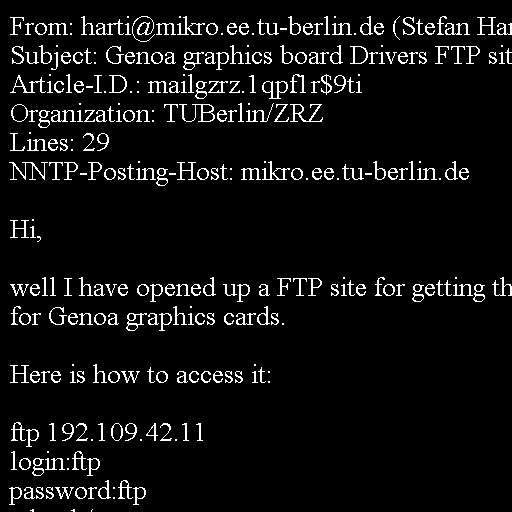 From: harti@mikro.ee.tu-berlin.de (Stefan
Subject: Genoa graphics board Drivers FTP
Article-I.D.: mailgzrz.1qpf1r$9ti
Organization: TUBerlin/ZRZ
Lines: 29
NNTP-Posting-Host: mikro.ee.tu-berlin.de
Hi,
well I have opened up a FTP site for getting
for Genoa graphics cards.
Here is how to access it:
ftp 192.109.42.11
login:ftp
password:ftp